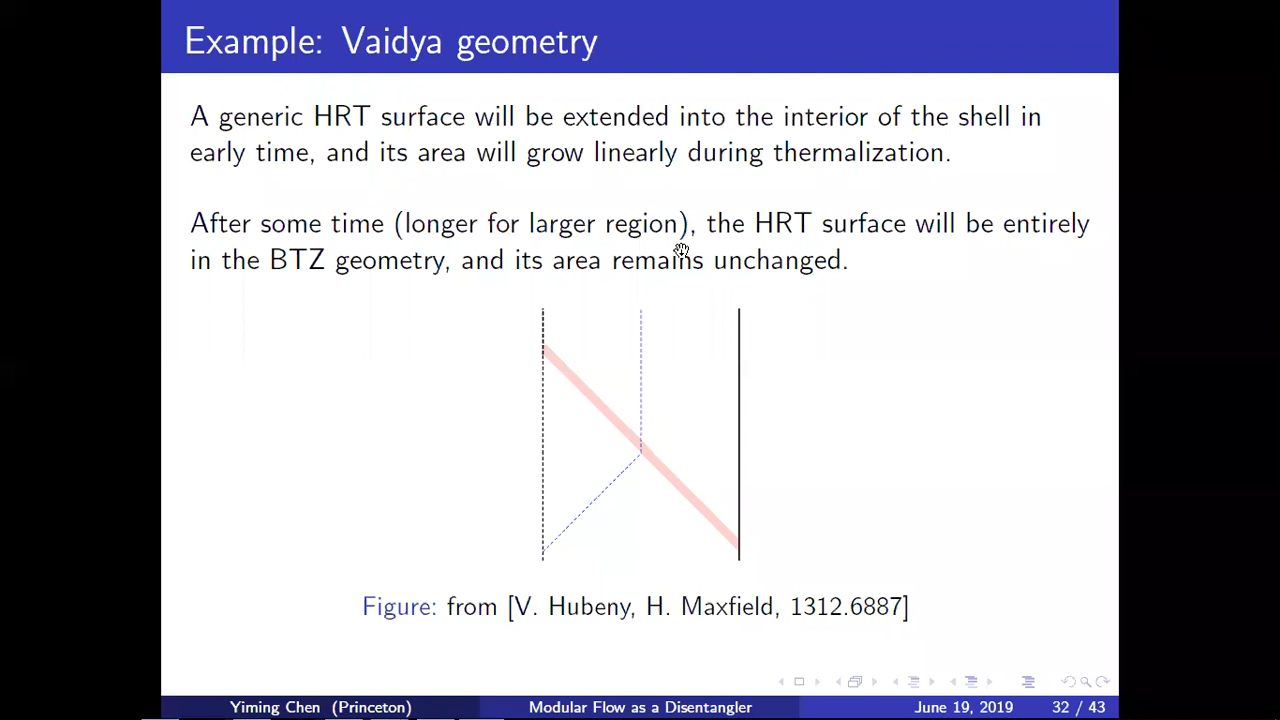 Example: Vaidya geometry
A generic HRT surface will be extended into the interior of the shell in
early time, and its area will grow linearly during thermalization.
After some time (longer for larger region), the HRT surface will be entirely
in the BTZ geometry, and its area remains unchanged.
Figure: from [V. Hubeny, H. Maxfield, 1312.6887]
Yiming Chen (Princeton) Modular Flow as a Disentangler June 19, 2019 32 / 43